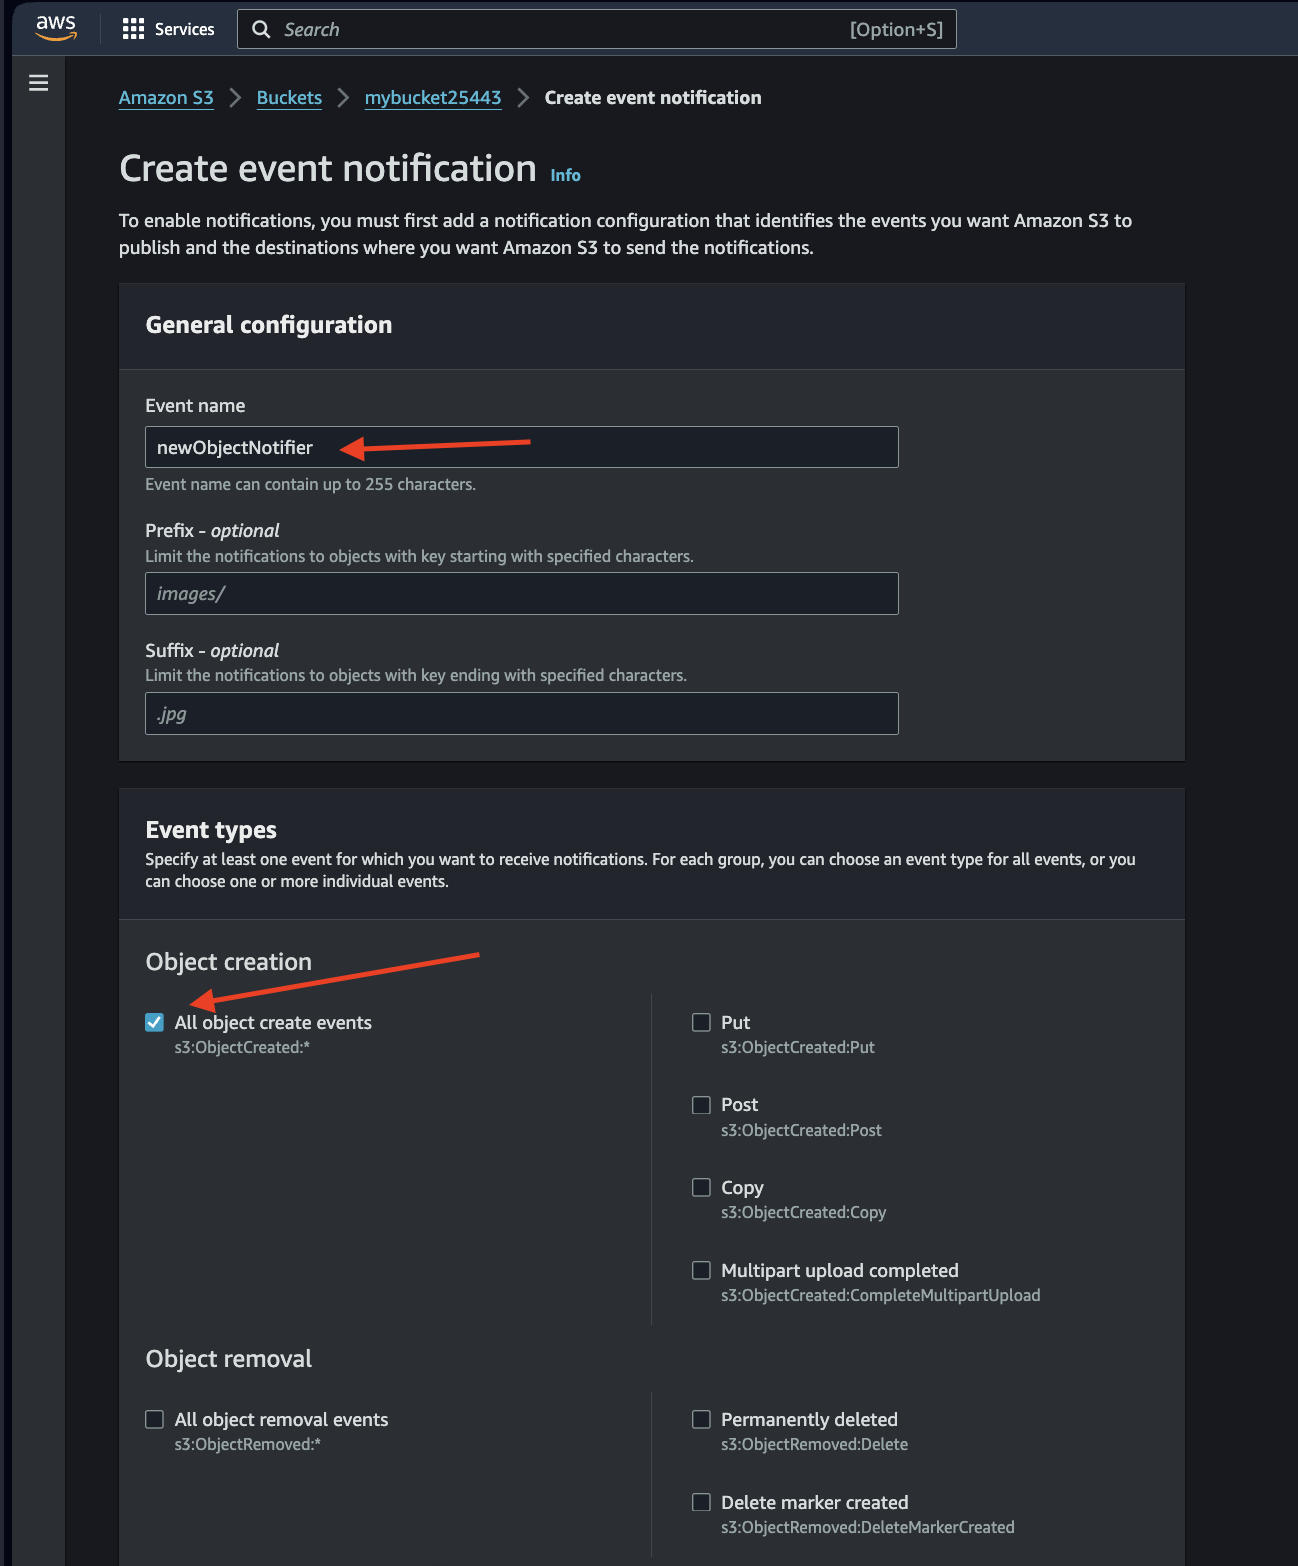 aws
Services
Search
[Option+S]
Amazon S3 > Buckets > mybucket25443 > Create event notification
Create event notification Info
To enable notifications, you must first add a notification configuration that identifies the events you want Amazon S3 to
publish and the destinations where you want Amazon S3 to send the notifications.
General configuration
Event name
newObjectNotifier
Event name can contain up to 255 characters.
Prefix - optional
Limit the notifications to objects with key starting with specified characters.
images/
Suffix - optional
Limit the notifications to objects with key ending with specified characters.
.jpg
Event types
Specify at least one event for which you want to receive notifications. For each group, you can choose an event type for all events, or you
can choose one or more individual events.
Object creation
All object create events
s3:ObjectCreated:*
Put
s3:ObjectCreated:Put
Post
s3:ObjectCreated:Post
Copy
s3:ObjectCreated:Copy
Multipart upload completed
s3:ObjectCreated:CompleteMultipartUpload
Object removal
All object removal events
s3:ObjectRemoved:*
Permanently deleted
s3:ObjectRemoved:Delete
Delete marker created
s3:ObjectRemoved:DeleteMarkerCreated